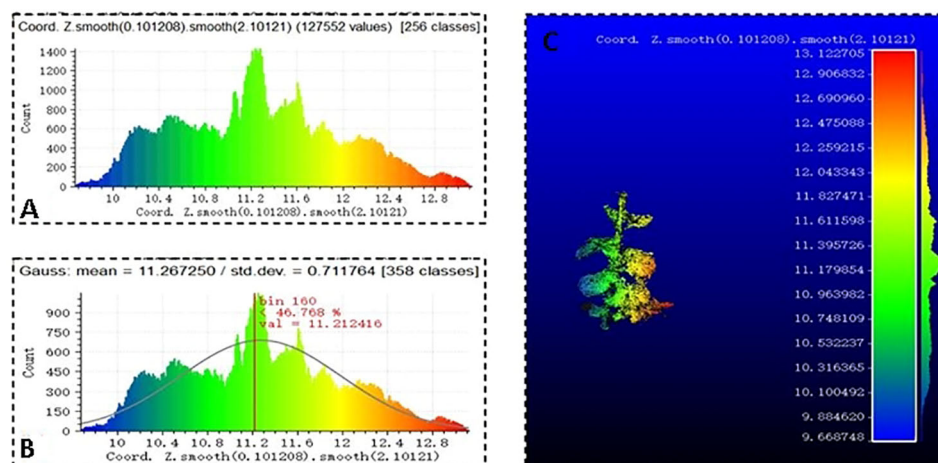 Coord. Z.smooth(0.101208).smooth(2.10121) (127552 values) [256 classes]
1400
1200
1000
800
600
400
200
0
Count
10 10.4 10.8 11.2 11.6 12 12.4 12.8
Coord. Z.smooth(0.101208).smooth(2.10121)
A
Gauss: mean = 11.267250 / std.dev. = 0.711764 [358 classes]
bin 160
< 46.768 %
val = 11.212416
900
750
600
450
300
150
0
Count
10 10.4 10.8 11.2 11.6 12 12.4 12.8
Coord. Z.smooth(0.101208).smooth(2.10121)
B
C
Coord. Z.smooth(0.101208).smooth(2.10121)
13.122705
12.906832
12.690960
12.475088
12.259215
12.043343
11.827471
11.611598
11.395726
11.179854
10.963982
10.748109
10.532237
10.316365
10.100492
9.884620
9.668748